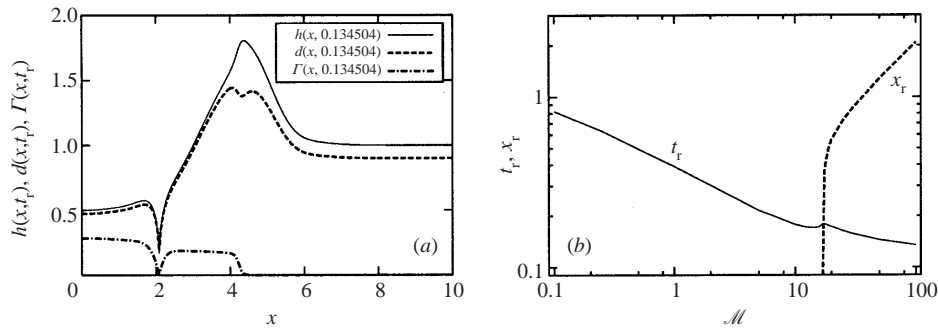 2.0
1.5
1.0
0.5
0
2
4
6
8
10
h(x,t_r), d(x,t_r), Γ(x,t_r)
x
h(x, 0.134504)
d(x, 0.134504)
Γ(x, 0.134504)
(a)
1
0.1
t_r, x_r
t_r
x_r
(b)
0.1
1
10
100
ℳ